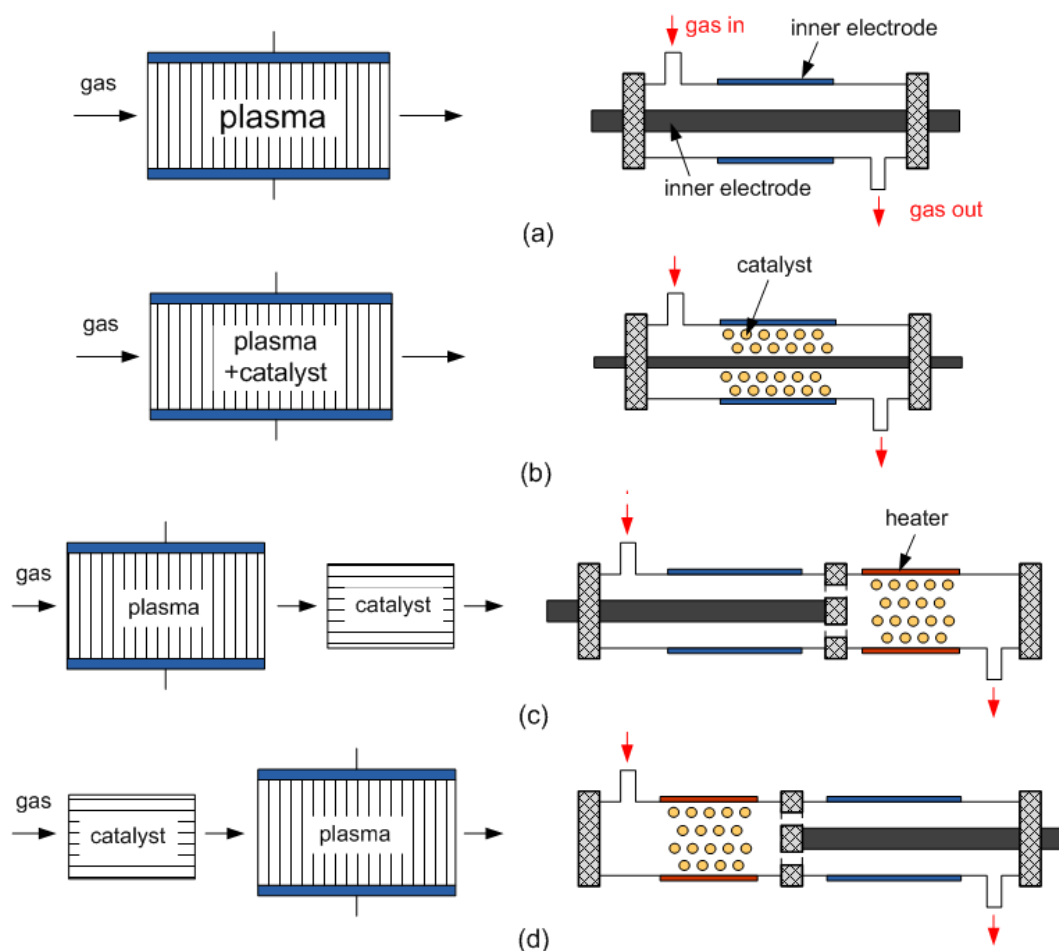 gas
plasma
gas in
inner electrode
inner electrode
gas out
(a)
gas
plasma
+catalyst
catalyst
(b)
gas
plasma
catalyst
heater
(c)
gas
catalyst
plasma
(d)